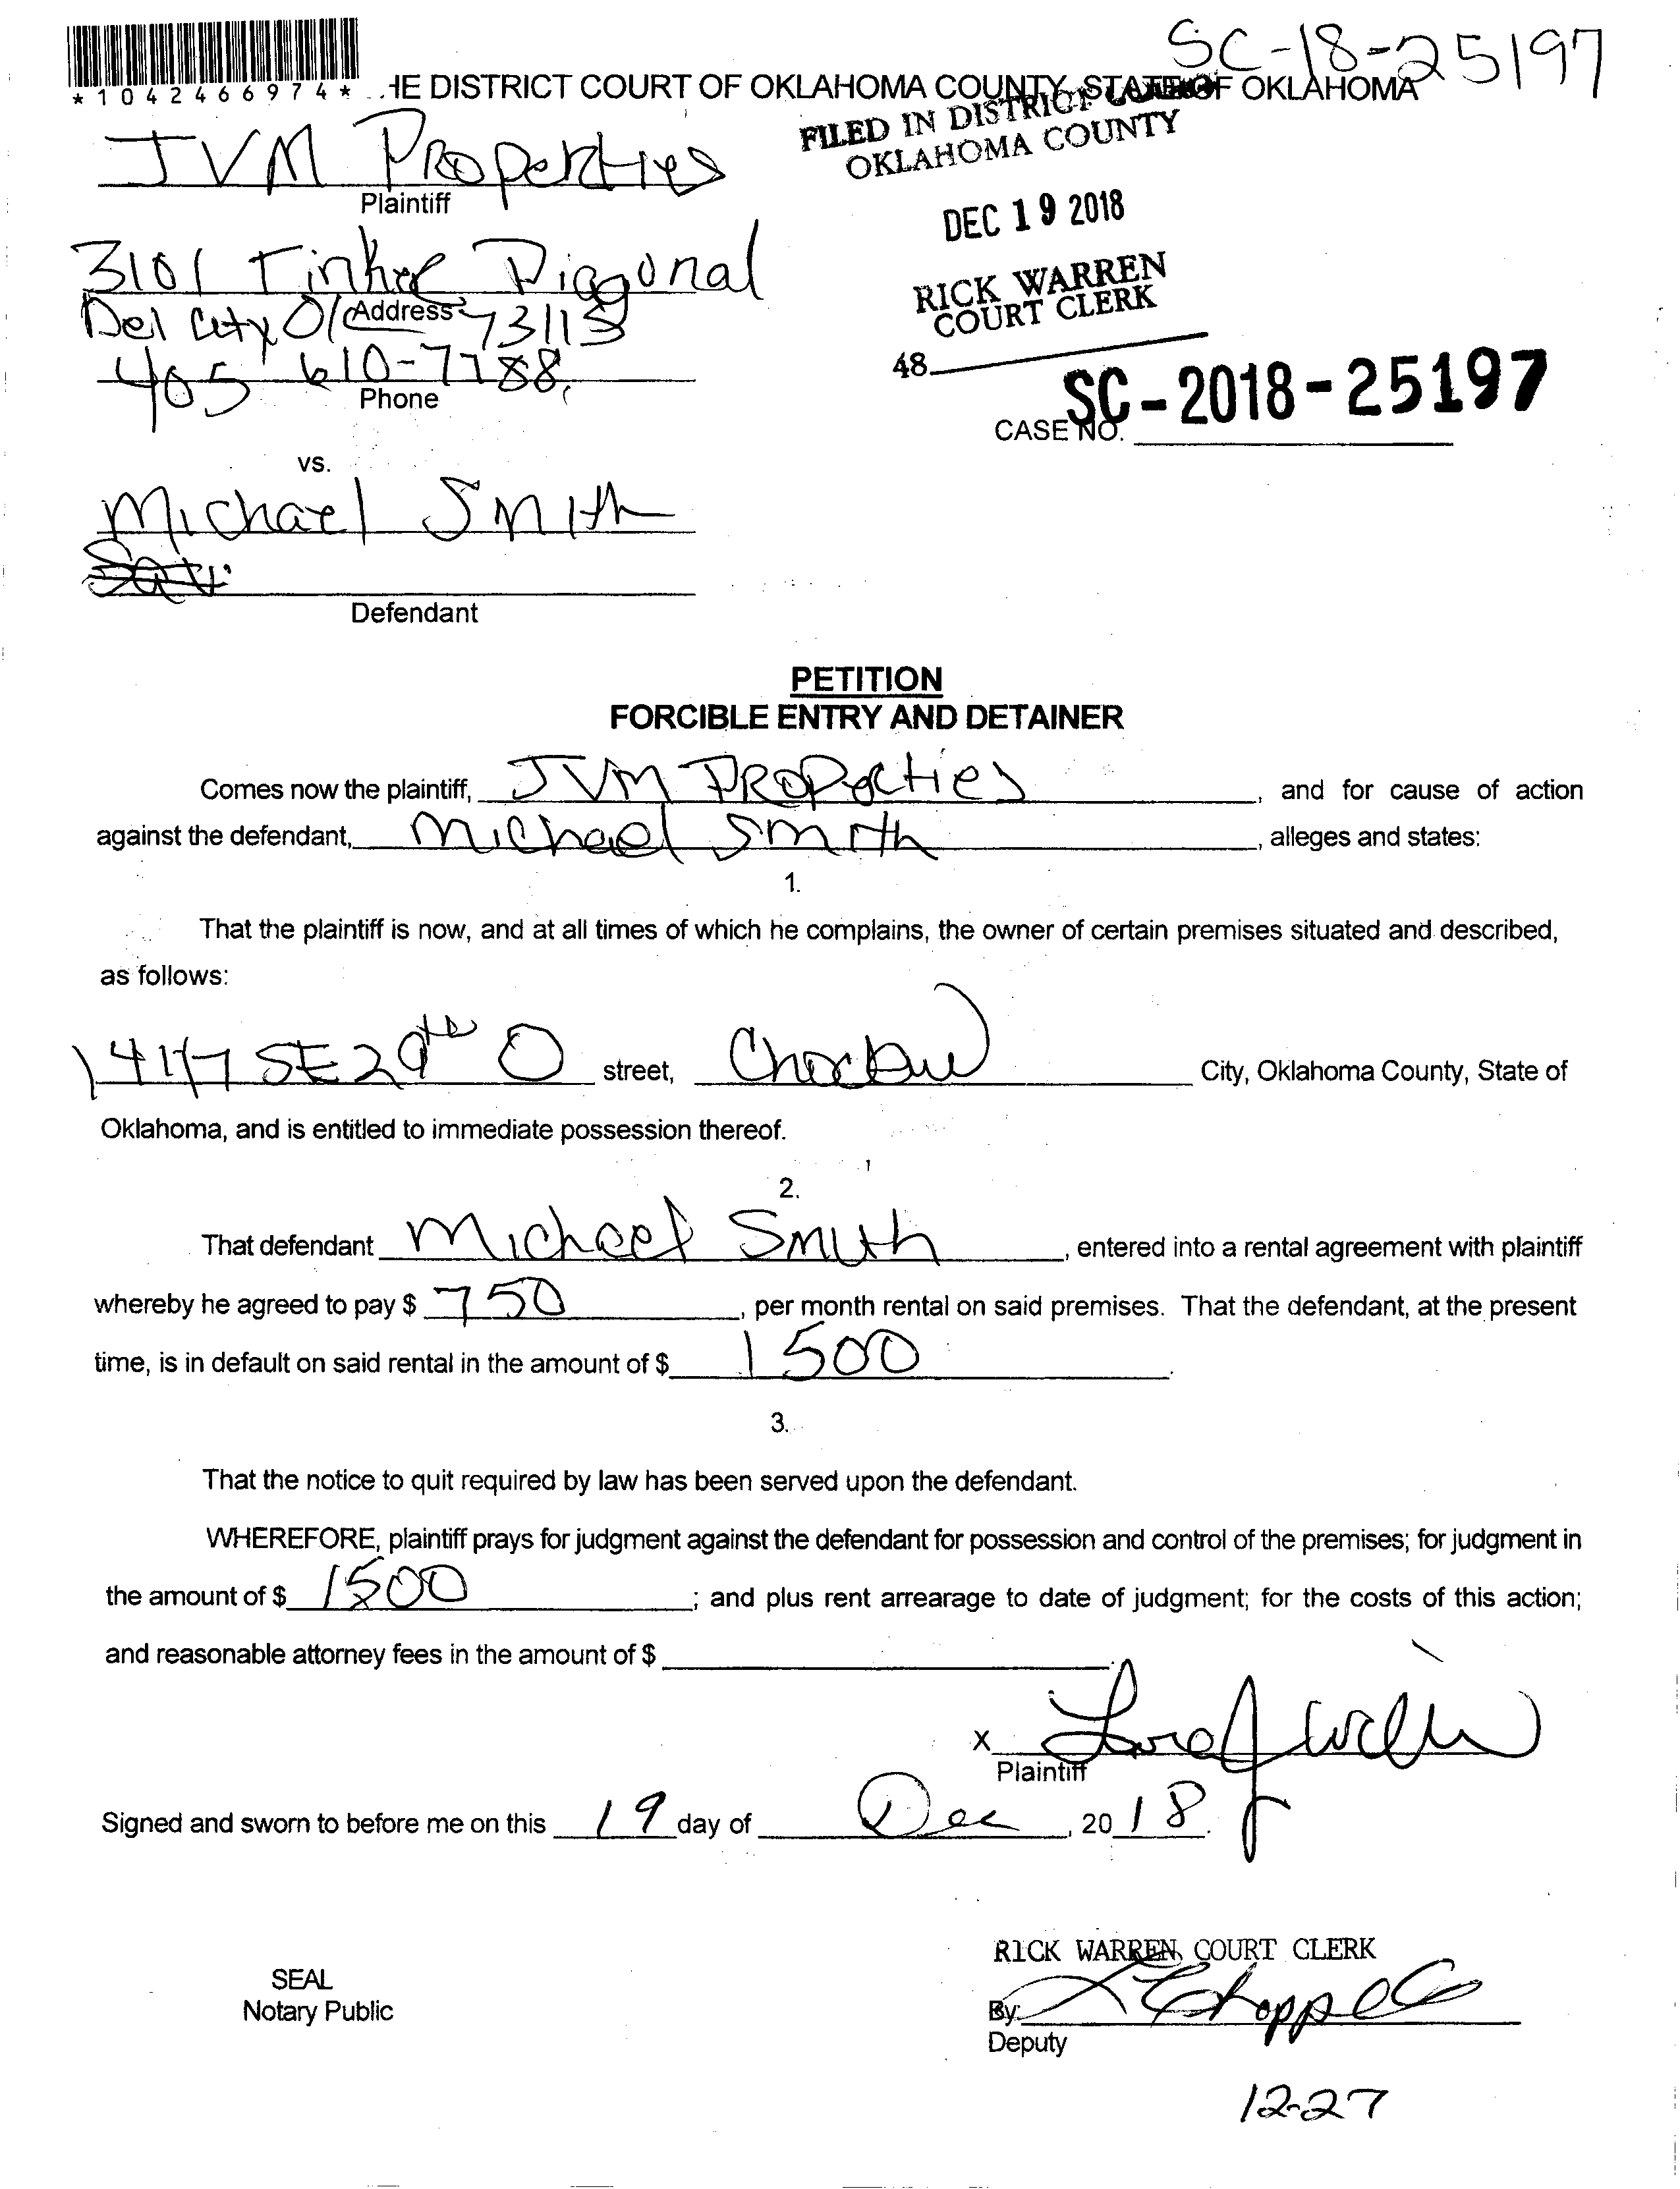 SC-18-25197
*1042466974* HE DISTRICT COURT OF OKLAHOMA COUNTY, STATE OF OKLAHOMA
FILED IN DISTRICT COURT
OKLAHOMA COUNTY
JVM Properties
Plaintiff
DEC 19 2018
3101 Tinker Diagonal
Address
RICK WARREN
COURT CLERK
Del City Ok 73115
48
405 610-7788
Phone
SC-2018-25197
CASE NO.
vs.
Michael Smith
Defendant
PETITION
FORCIBLE ENTRY AND DETAINER
Comes now the plaintiff, JVM Properties, and for cause of action
against the defendant, Michael Smith, alleges and states:
1.
That the plaintiff is now, and at all times of which he complains, the owner of certain premises situated and described,
as follows:
SE 29th O street, Choctaw City, Oklahoma County, State of
Oklahoma, and is entitled to immediate possession thereof.
2.
That defendant Michael Smith, entered into a rental agreement with plaintiff
whereby he agreed to pay $ 750, per month rental on said premises. That the defendant, at the present
time, is in default on said rental in the amount of $ 1500.
3.
That the notice to quit required by law has been served upon the defendant.
WHEREFORE, plaintiff prays for judgment against the defendant for possession and control of the premises; for judgment in
the amount of $ 1500; and plus rent arrearage to date of judgment; for the costs of this action;
and reasonable attorney fees in the amount of $
X
Plaintiff
Signed and sworn to before me on this 19 day of Dec, 2018.
RICK WARREN, COURT CLERK
SEAL
Notary Public
By:
Deputy
12-27